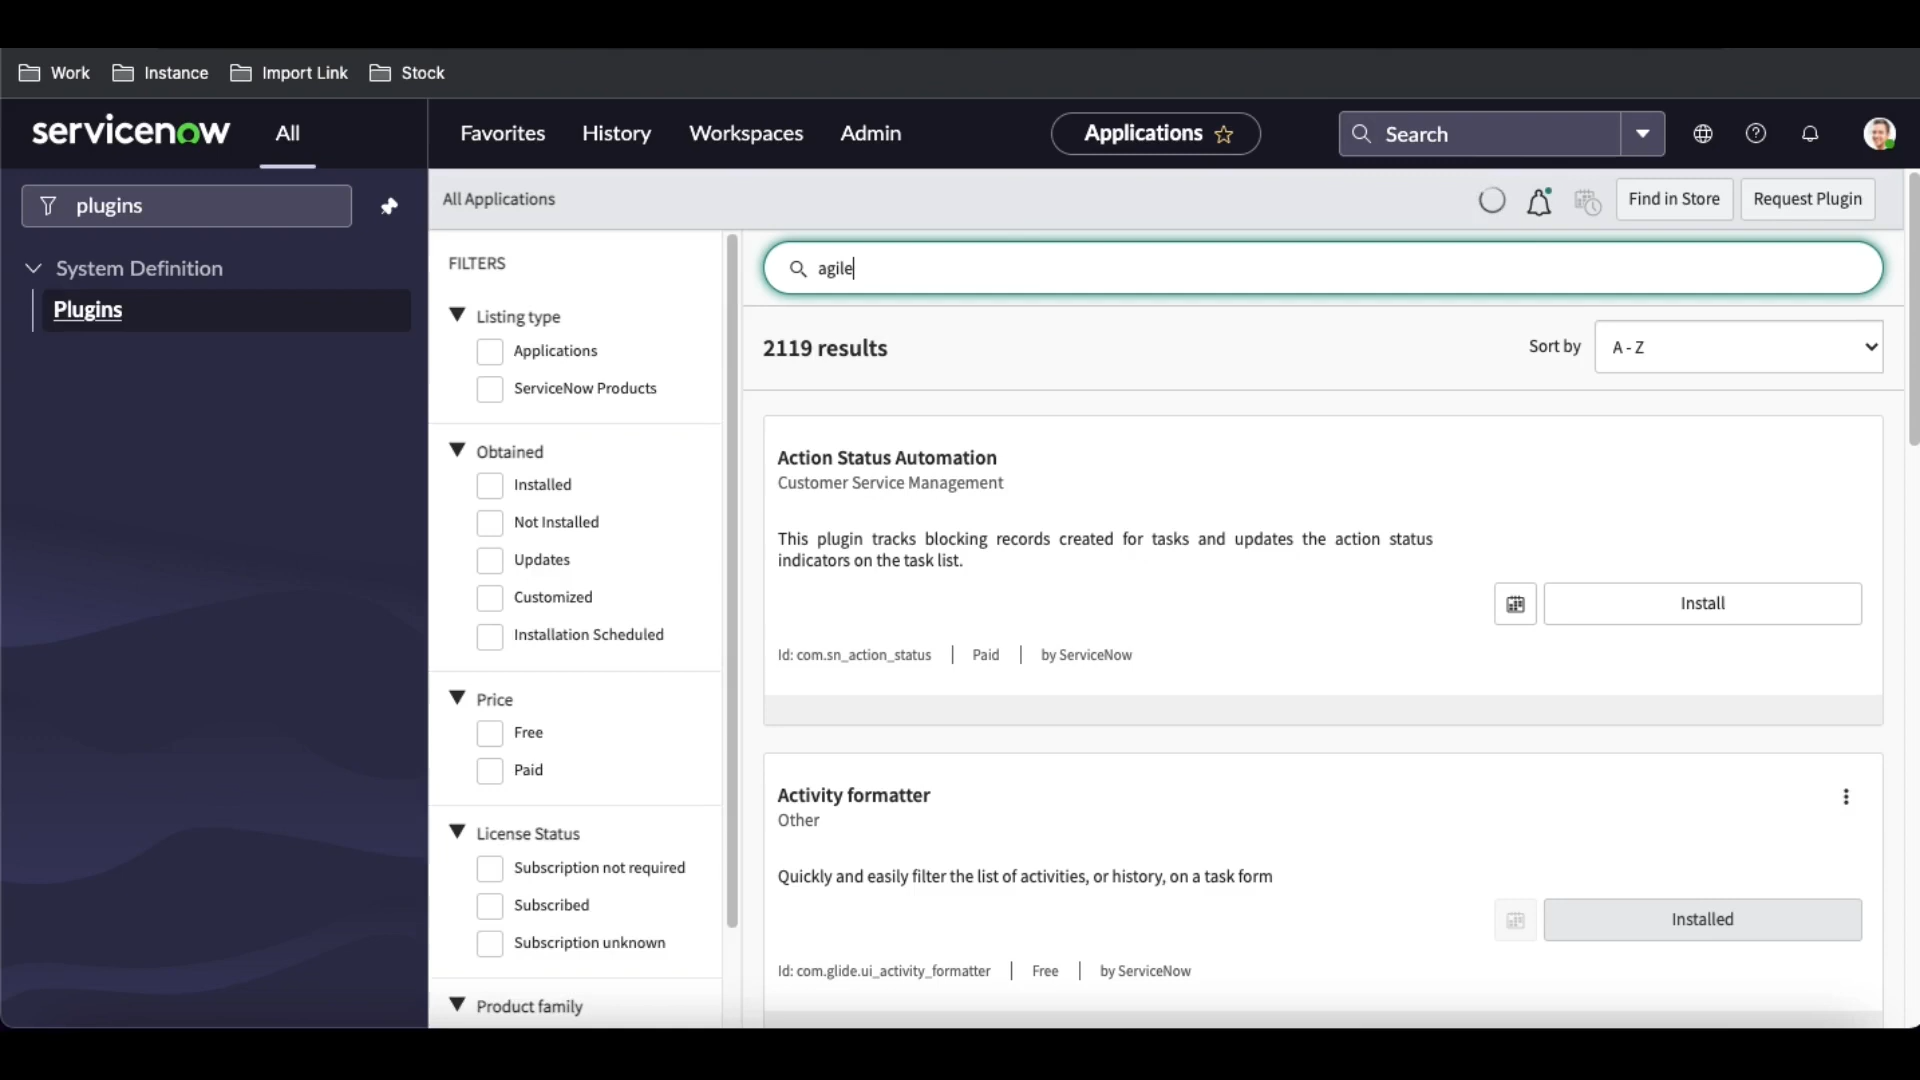 Work
Instance
Import Link
Stock
servicenow
All
Favorites
History
Workspaces
Admin
Applications
Search
plugins
System Definition
Plugins
All Applications
Find in Store
Request Plugin
FILTERS
Listing type
Applications
ServiceNow Products
Obtained
Installed
Not Installed
Updates
Customized
Installation Scheduled
Price
Free
Paid
License Status
Subscription not required
Subscribed
Subscription unknown
Product family
agile
2119 results
Sort by
A - Z
Action Status Automation
Customer Service Management
This plugin tracks blocking records created for tasks and updates the action status
indicators on the task list.
Install
Id: com.sn_action_status | Paid | by ServiceNow
Activity formatter
Other
Quickly and easily filter the list of activities, or history, on a task form
Installed
Id: com.glide.ui_activity_formatter | Free | by ServiceNow